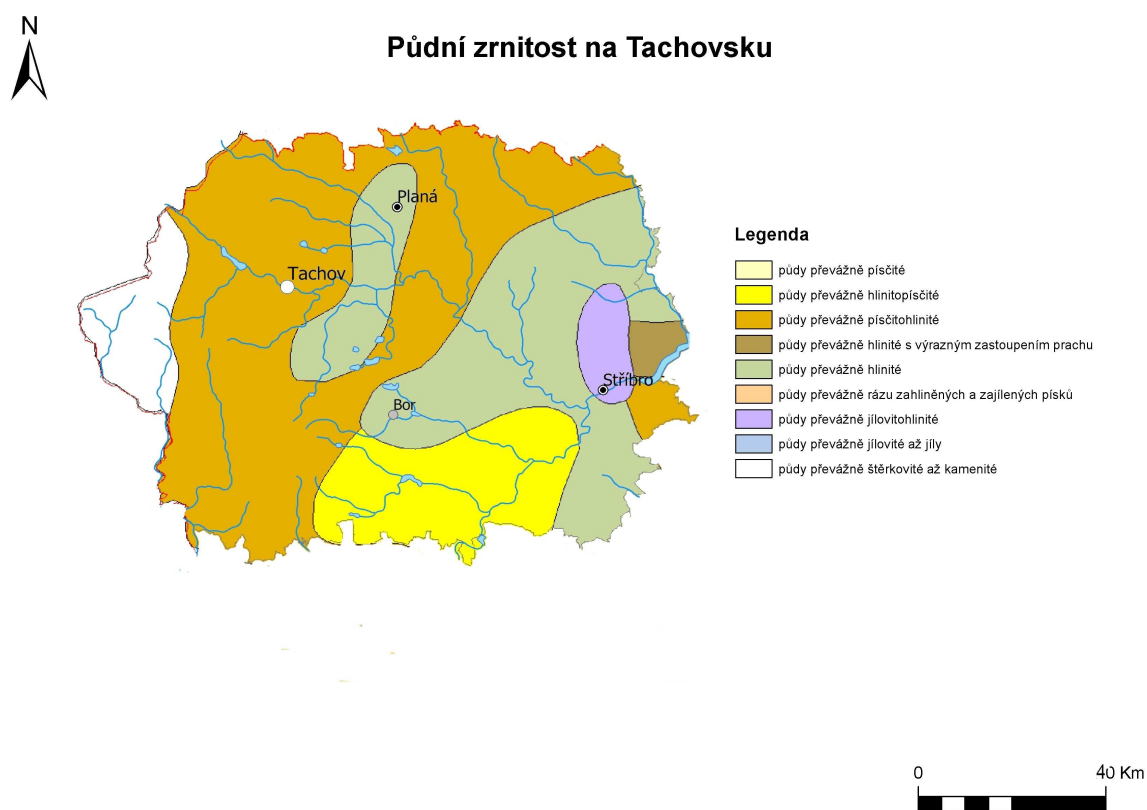 N
Půdní zrnitost na Tachovsku
Planá
Tachov
Stříbro
Bor
Legenda
půdy převážně písčité
půdy převážně hlinitopísčité
půdy převážně písčitohlinité
půdy převážně hlinité s výrazným zastoupením prachu
půdy převážně hlinité
půdy převážně rázu zahliněných a zajílených písků
půdy převážně jílovitohlinité
půdy převážně jílovité až jíly
půdy převážně štěrkovité až kamenité
0 40 Km